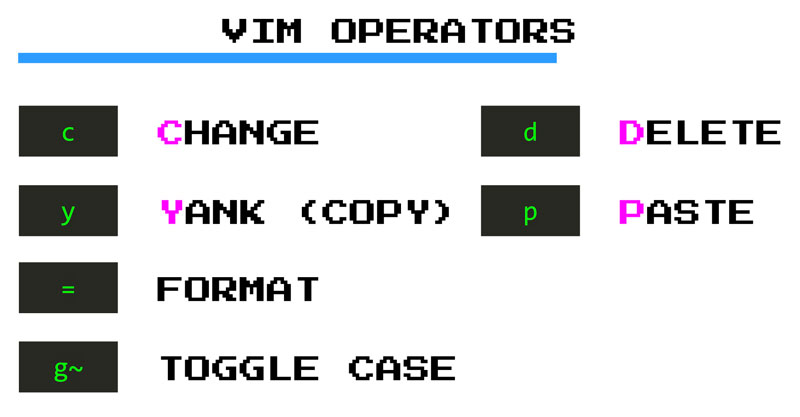 VIM OPERATORS
c CHANGE d DELETE
y YANK (COPY) p PASTE
= FORMAT
g~ TOGGLE CASE